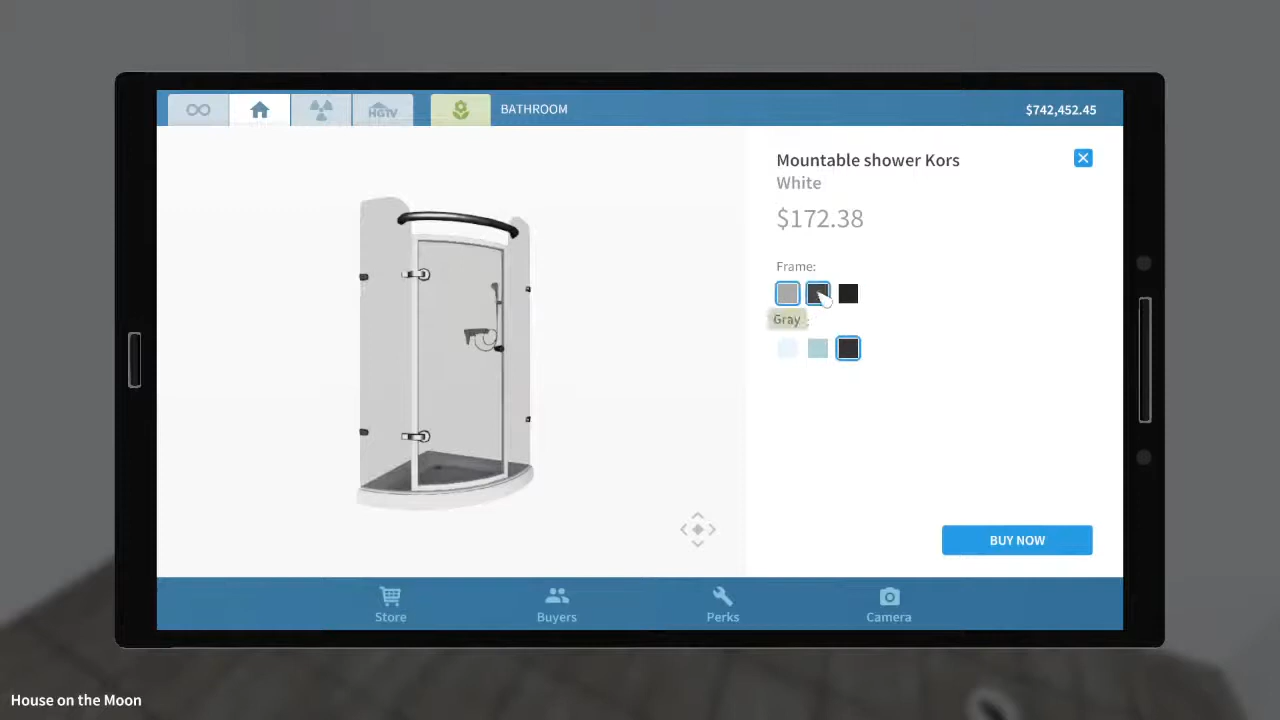 HGTV
BATHROOM
$742,452.45
Mountable shower Kors
White
$172.38
Frame:
Gray
BUY NOW
Store
Buyers
Perks
Camera
House on the Moon